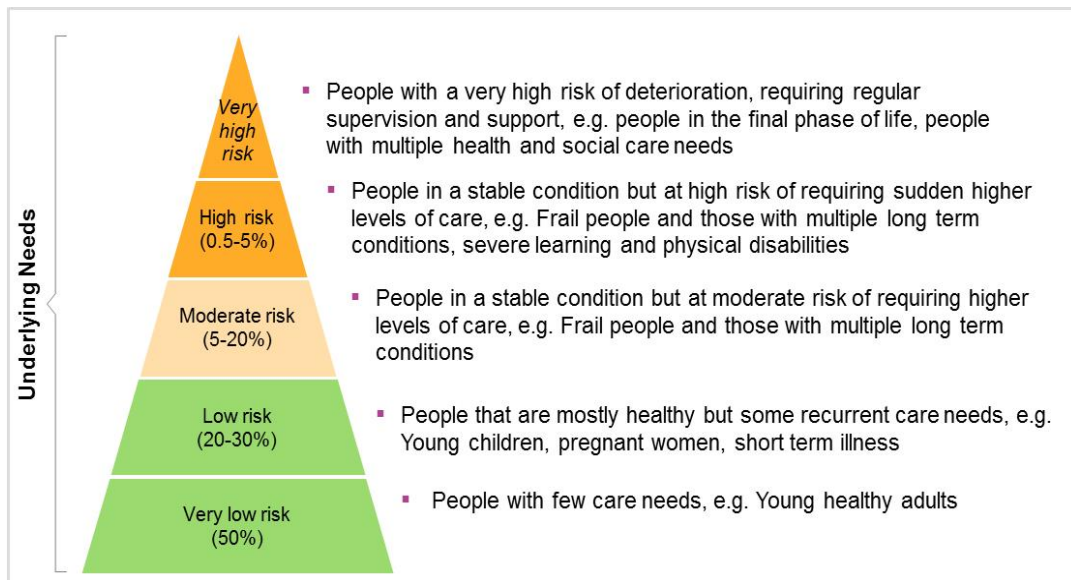 Underlying Needs
Very
high
risk
▪ People with a very high risk of deterioration, requiring regular
supervision and support, e.g. people in the final phase of life, people
with multiple health and social care needs
High risk
(0.5-5%)
▪ People in a stable condition but at high risk of requiring sudden higher
levels of care, e.g. Frail people and those with multiple long term
conditions, severe learning and physical disabilities
Moderate risk
(5-20%)
▪ People in a stable condition but at moderate risk of requiring higher
levels of care, e.g. Frail people and those with multiple long term
conditions
Low risk
(20-30%)
▪ People that are mostly healthy but some recurrent care needs, e.g.
Young children, pregnant women, short term illness
Very low risk
(50%)
▪ People with few care needs, e.g. Young healthy adults